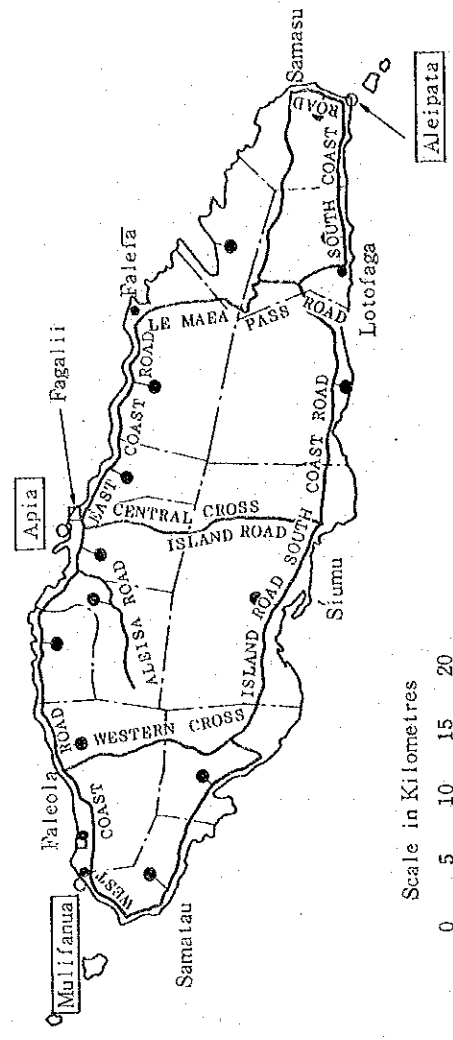 Samasu
Aleipata
ROAD
SOUTH COAST
Lotofaga
Falefa
LE MAEA
PASS ROAD
Fagalii
EAST COAST ROAD
Apia
CENTRAL CROSS
ISLAND ROAD
SOUTH COAST ROAD
ALEISA ROAD
Siumu
WESTERN CROSS
ISLAND ROAD
Faleola
WEST COAST ROAD
Mulifanua
Samatau
Scale in Kilometres
0 5 10 15 20